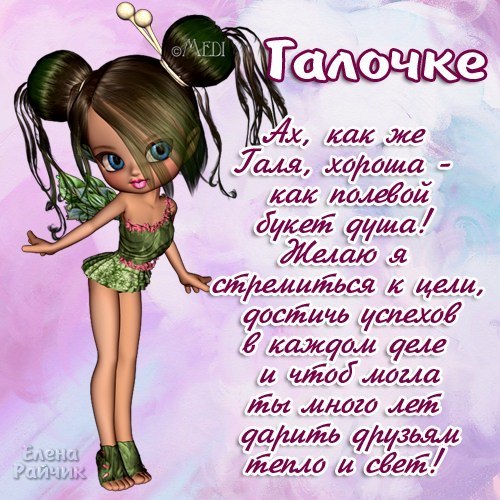 ©MEDI
Галочке
Ах, как же
Галя, хороша -
как полевой
букет душа!
Желаю я
стремиться к цели,
достичь успехов
в каждом деле
и чтоб могла
ты много лет
дарить друзьям
тепло и свет!
Елена
Райчик